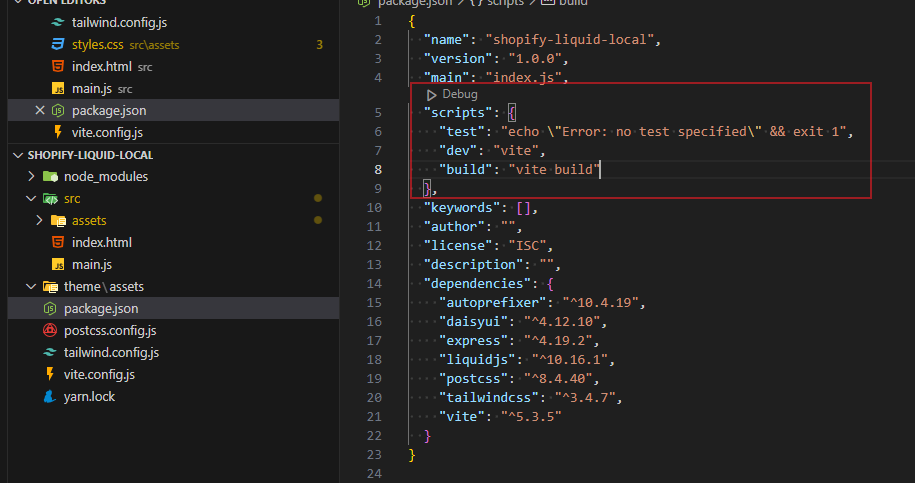 OPEN EDITORS
tailwind.config.js
styles.css src\assets 3
index.html src
main.js src
package.json
vite.config.js
SHOPIFY-LIQUID-LOCAL
node_modules
src
assets
index.html
main.js
theme\assets
package.json
postcss.config.js
tailwind.config.js
vite.config.js
yarn.lock
package.json > { } scripts > build
1 {
2 "name": "shopify-liquid-local",
3 "version": "1.0.0",
4 "main": "index.js",
Debug
5 "scripts": {
6 "test": "echo \"Error: no test specified\" && exit 1",
7 "dev": "vite",
8 "build": "vite build"
9 },
10 "keywords": [],
11 "author": "",
12 "license": "ISC",
13 "description": "",
14 "dependencies": {
15 "autoprefixer": "^10.4.19",
16 "daisyui": "^4.12.10",
17 "express": "^4.19.2",
18 "liquidjs": "^10.16.1",
19 "postcss": "^8.4.40",
20 "tailwindcss": "^3.4.7",
21 "vite": "^5.3.5"
22 }
23 }
24